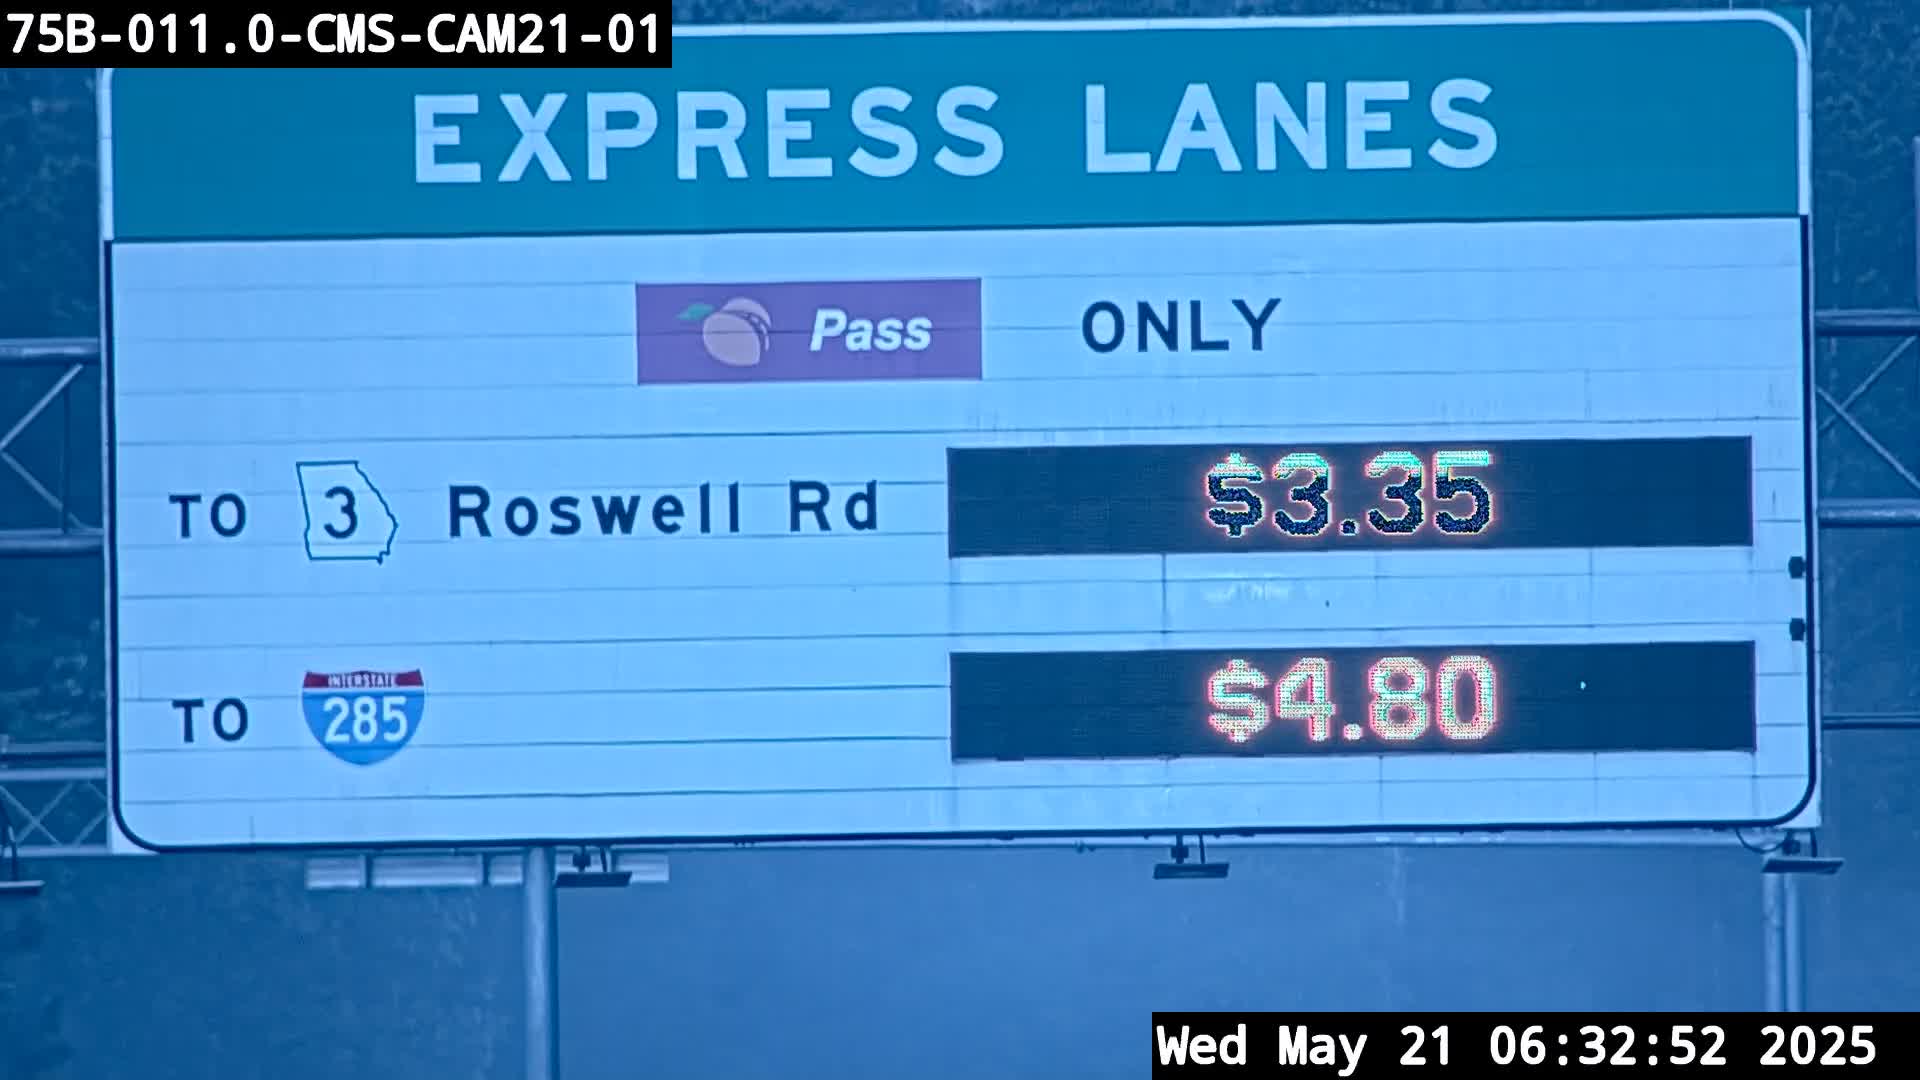 75B-011.0-CMS-CAM21-01
EXPRESS LANES
Pass ONLY
TO 3 Roswell Rd $3.35
INTERSTATE
TO 285 $4.80
Wed May 21 06:32:52 2025